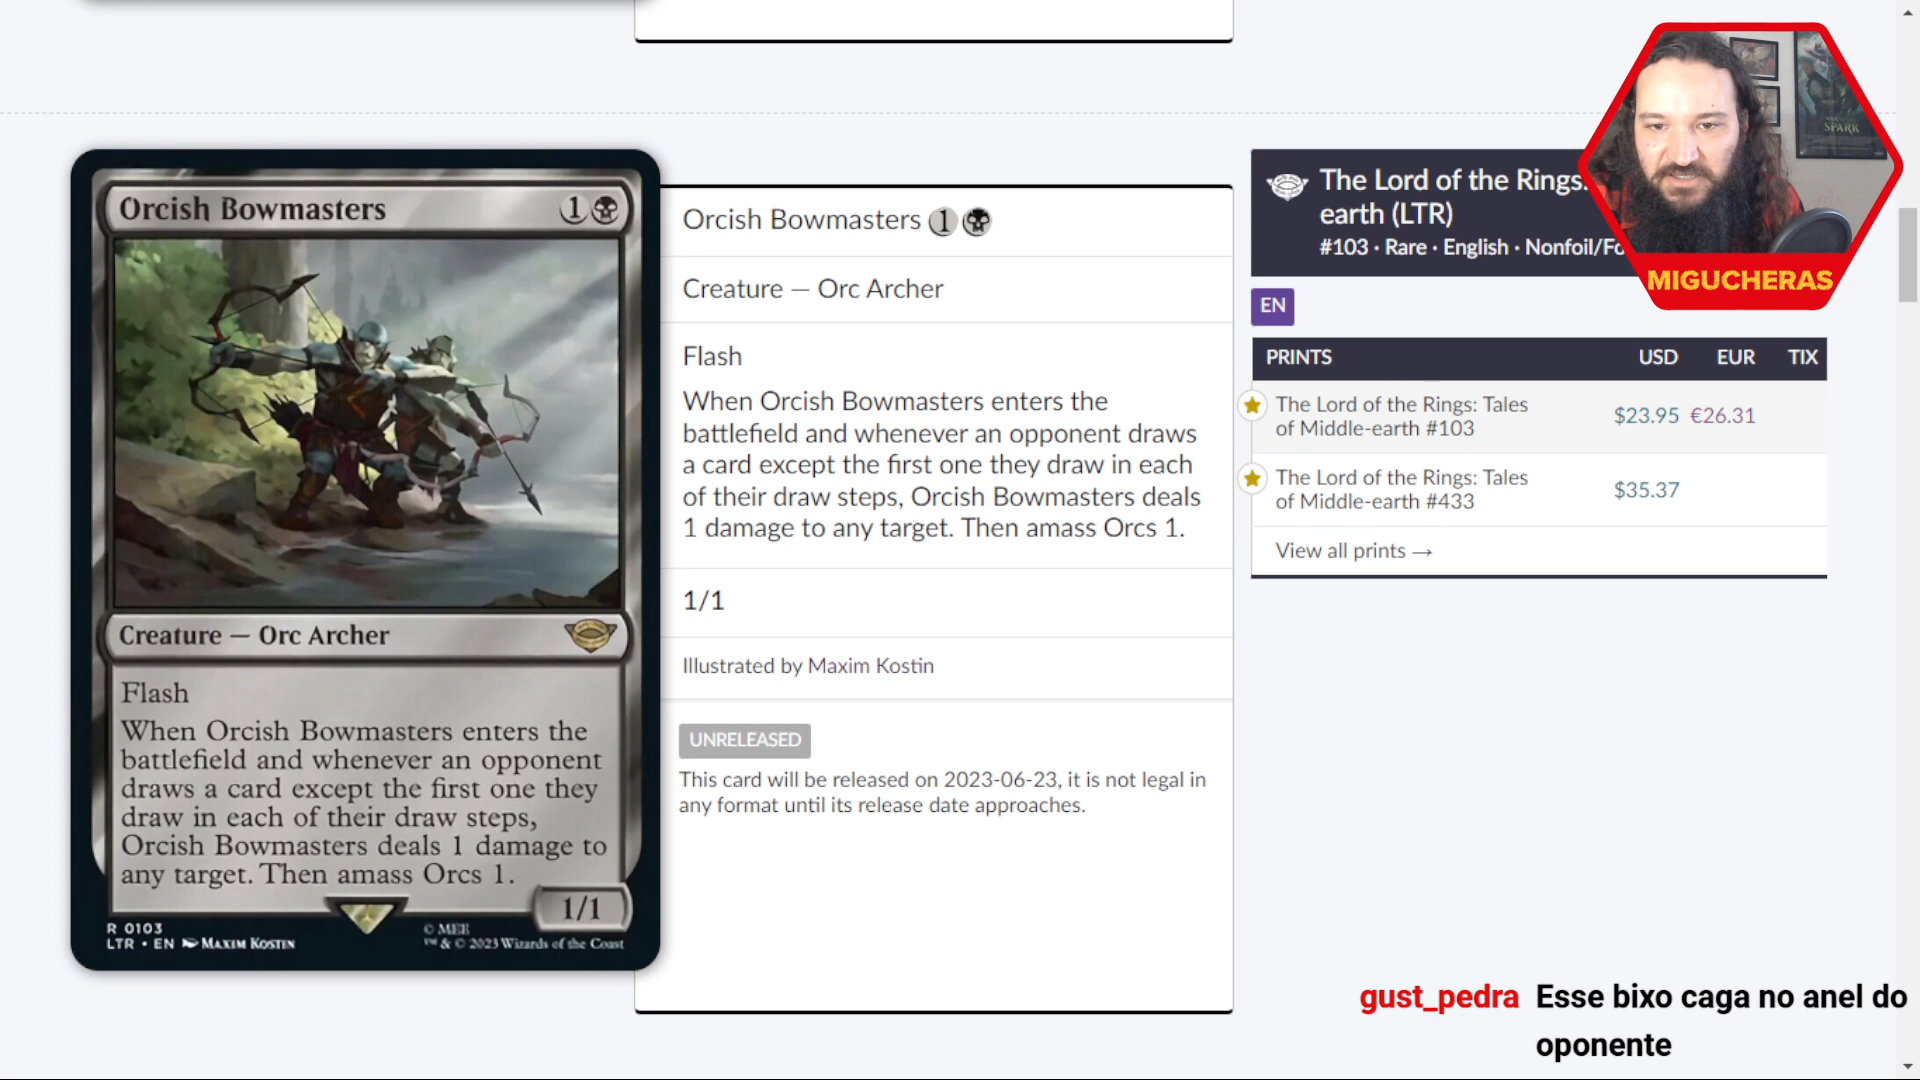 Orcish Bowmasters 1
Creature — Orc Archer
Flash
When Orcish Bowmasters enters the
battlefield and whenever an opponent
draws a card except the first one they
draw in each of their draw steps,
Orcish Bowmasters deals 1 damage to
any target. Then amass Orcs 1.
1/1
R 0103
LTR • EN MAXIM KOSTIN
© MEE
™ & © 2023 Wizards of the Coast
Orcish Bowmasters 1
Creature — Orc Archer
Flash
When Orcish Bowmasters enters the
battlefield and whenever an opponent draws
a card except the first one they draw in each
of their draw steps, Orcish Bowmasters deals
1 damage to any target. Then amass Orcs 1.
1/1
Illustrated by Maxim Kostin
UNRELEASED
This card will be released on 2023-06-23, it is not legal in
any format until its release date approaches.
The Lord of the Rings:
earth (LTR)
#103 · Rare · English · Nonfoil/Fo
EN
PRINTS USD EUR TIX
The Lord of the Rings: Tales
of Middle-earth #103 $23.95 €26.31
The Lord of the Rings: Tales
of Middle-earth #433 $35.37
View all prints →
SPARK
MIGUCHERAS
gust_pedra Esse bixo caga no anel do
oponente